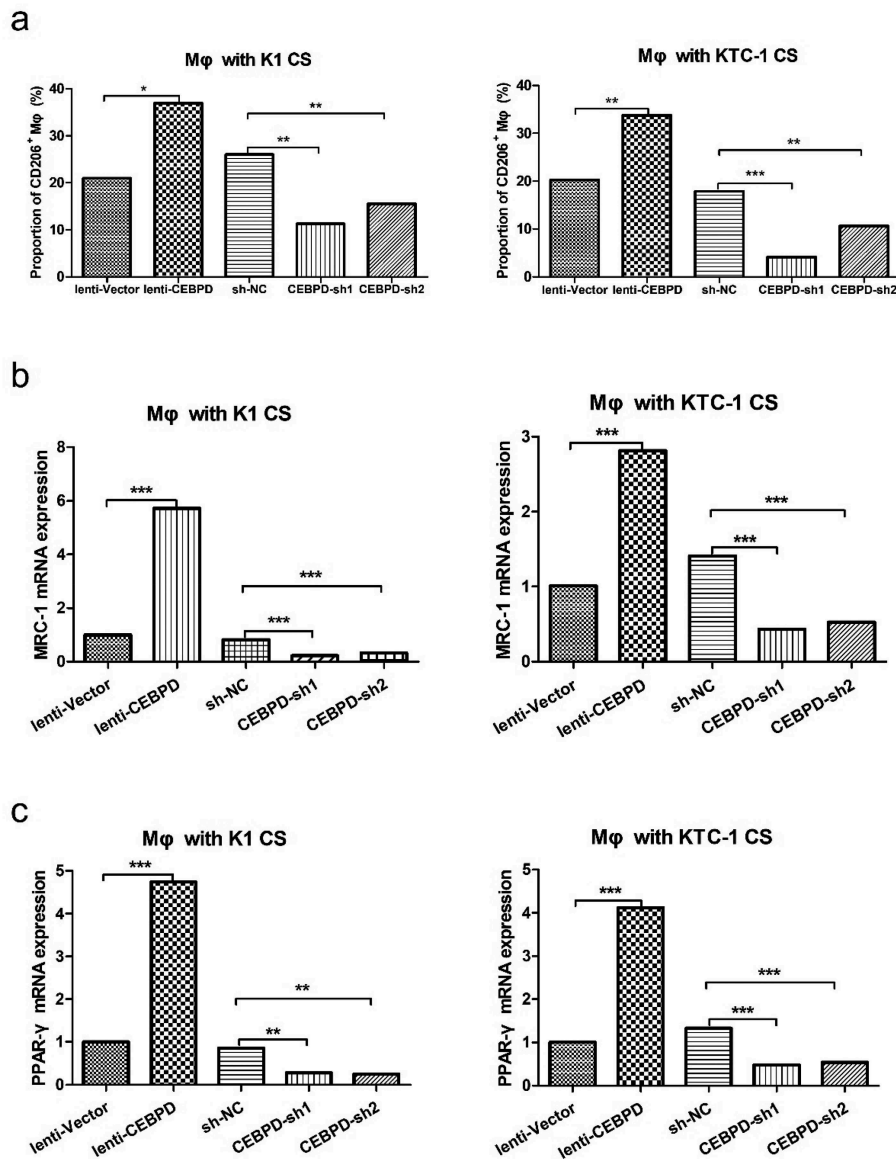 a
Mφ with K1 CS
Proportion of CD206+ Mφ (%)
40
30
20
10
0
*
**
**
lenti-Vector lenti-CEBPD sh-NC CEBPD-sh1 CEBPD-sh2
Mφ with KTC-1 CS
Proportion of CD206+ Mφ (%)
40
30
20
10
0
**
**
***
lenti-Vector lenti-CEBPD sh-NC CEBPD-sh1 CEBPD-sh2
b
Mφ with K1 CS
MRC-1 mRNA expression
8
6
4
2
0
***
***
***
lenti-Vector
lenti-CEBPD
sh-NC
CEBPD-sh1
CEBPD-sh2
Mφ with KTC-1 CS
MRC-1 mRNA expression
3
2
1
0
***
***
***
lenti-Vector
lenti-CEBPD
sh-NC
CEBPD-sh1
CEBPD-sh2
c
Mφ with K1 CS
PPAR-γ mRNA expression
5
4
3
2
1
0
***
**
**
lenti-Vector
lenti-CEBPD
sh-NC
CEBPD-sh1
CEBPD-sh2
Mφ with KTC-1 CS
PPAR-γ mRNA expression
5
4
3
2
1
0
***
***
***
lenti-Vector
lenti-CEBPD
sh-NC
CEBPD-sh1
CEBPD-sh2